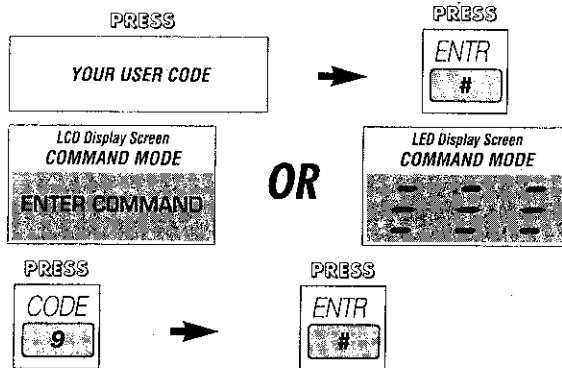 PRESS
PRESS
YOUR USER CODE
ENTR
#
LCD Display Screen
COMMAND MODE
ENTER COMMAND
OR
LED Display Screen
COMMAND MODE
PRESS
PRESS
CODE
9
ENTR
#